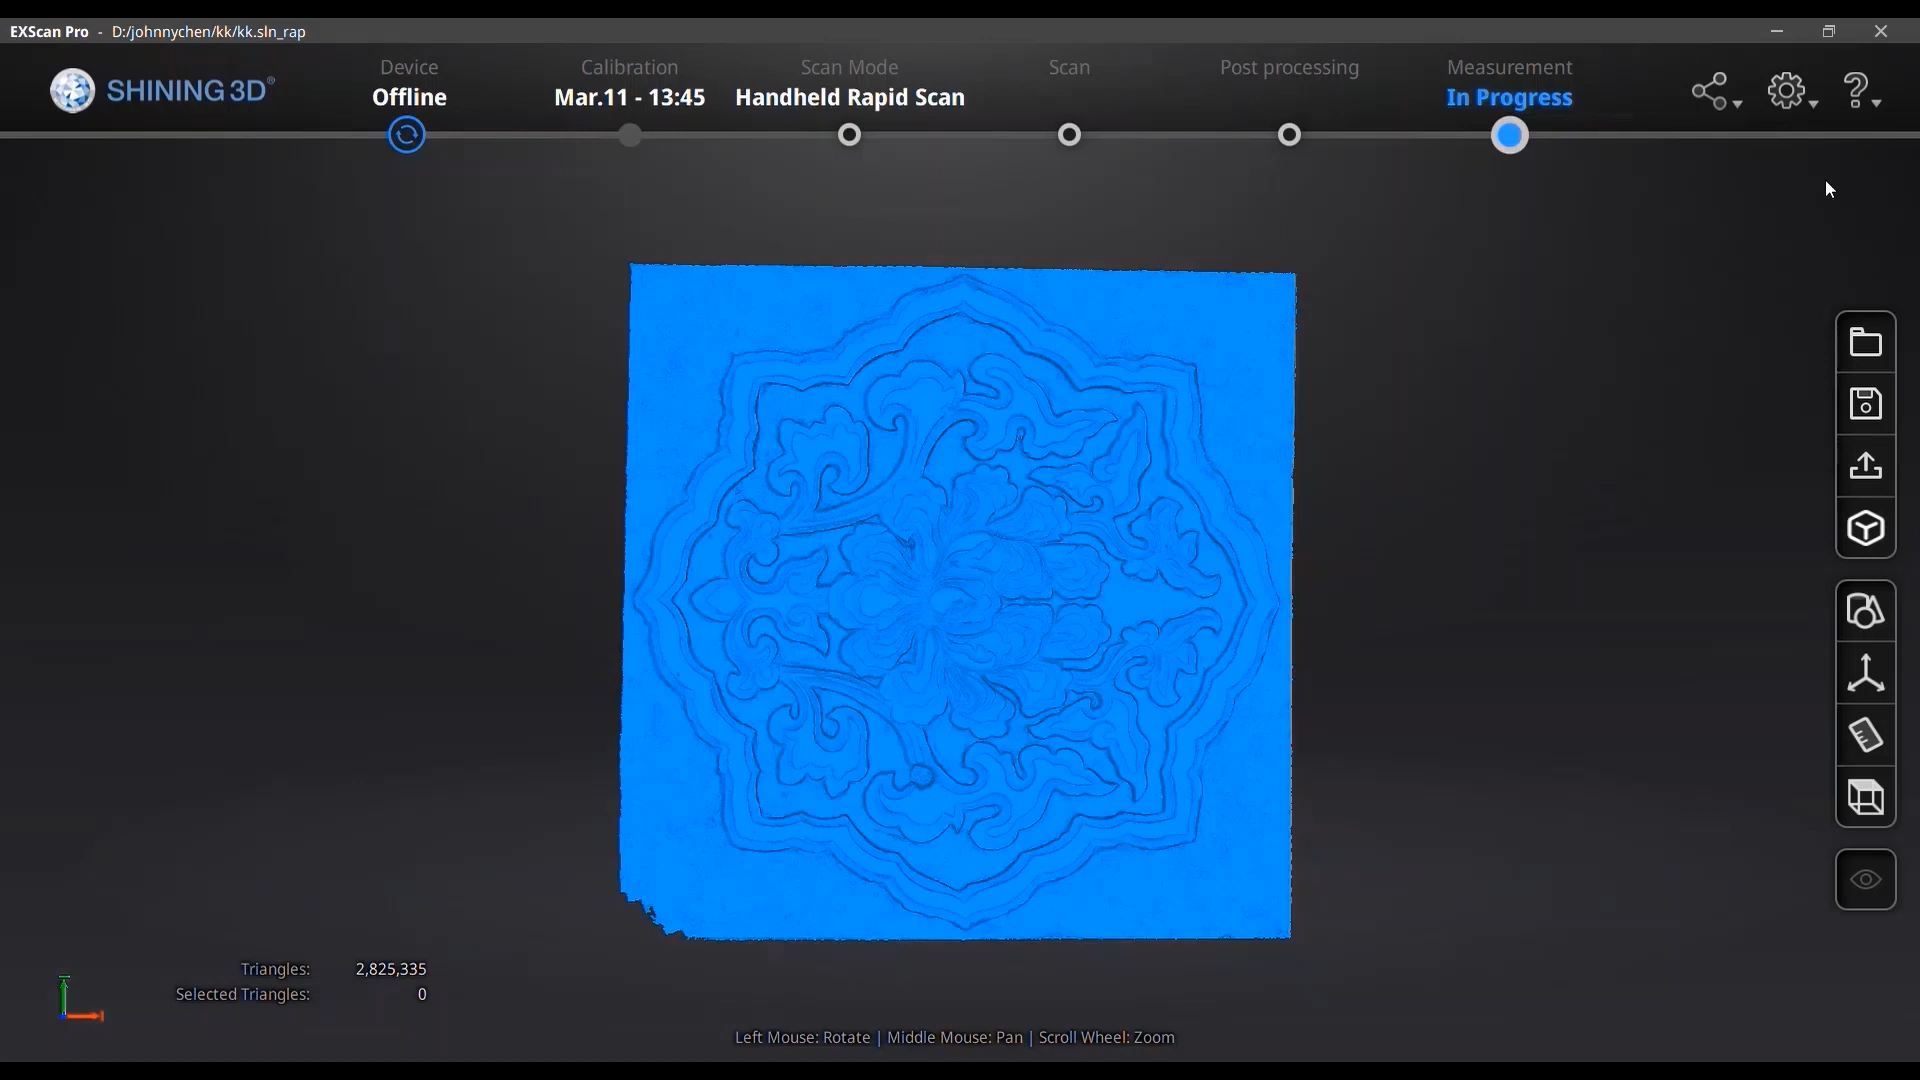 EXScan Pro - D:/johnnychen/kk/kk.sln_rap
SHINING 3D®
Device
Offline
Calibration
Mar.11 - 13:45
Scan Mode
Handheld Rapid Scan
Scan
Post processing
Measurement
In Progress
Triangles: 2,825,335
Selected Triangles: 0
Left Mouse: Rotate | Middle Mouse: Pan | Scroll Wheel: Zoom